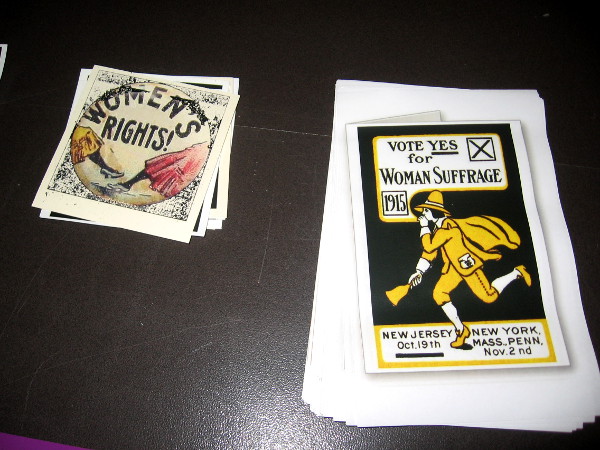 WOMEN'S
RIGHTS!
VOTE YES
for
WOMAN SUFFRAGE
1915
NEW JERSEY
Oct. 19th
NEW YORK,
MASS., PENN,
Nov. 2nd